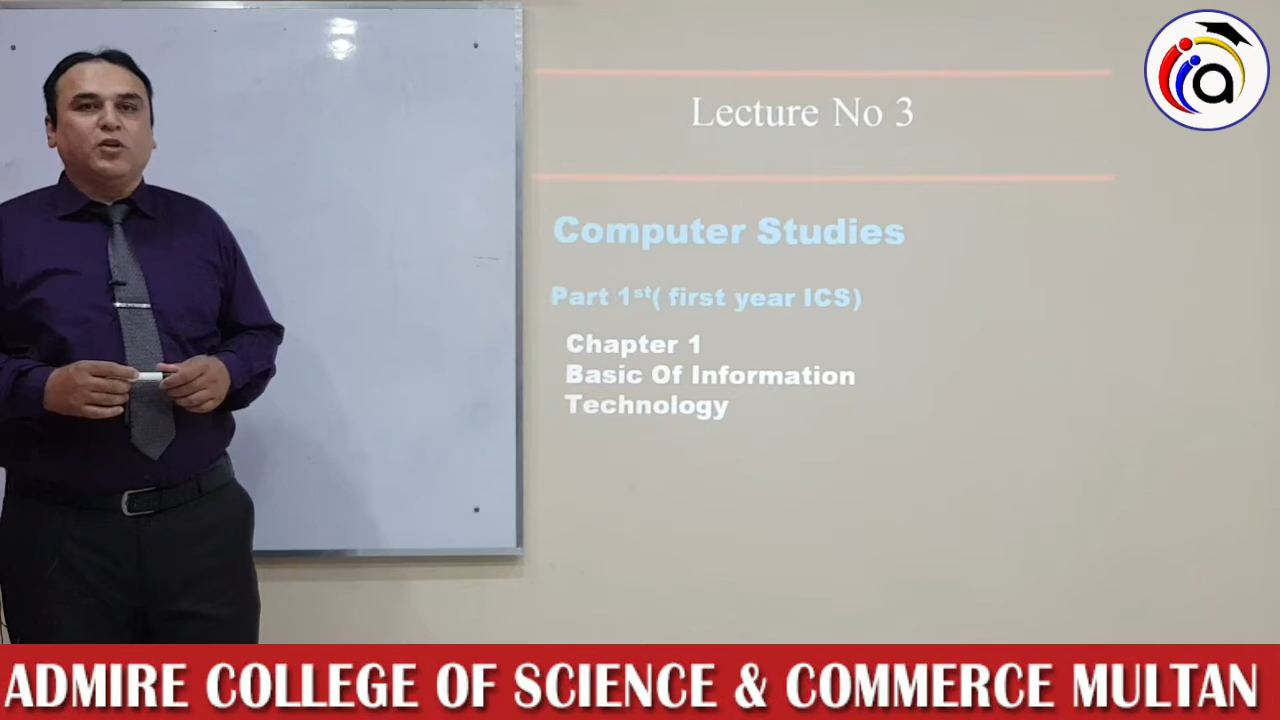 Lecture No 3
Computer Studies
Part 1st( first year ICS)
Chapter 1
Basic Of Information
Technology
a
ADMIRE COLLEGE OF SCIENCE & COMMERCE MULTAN